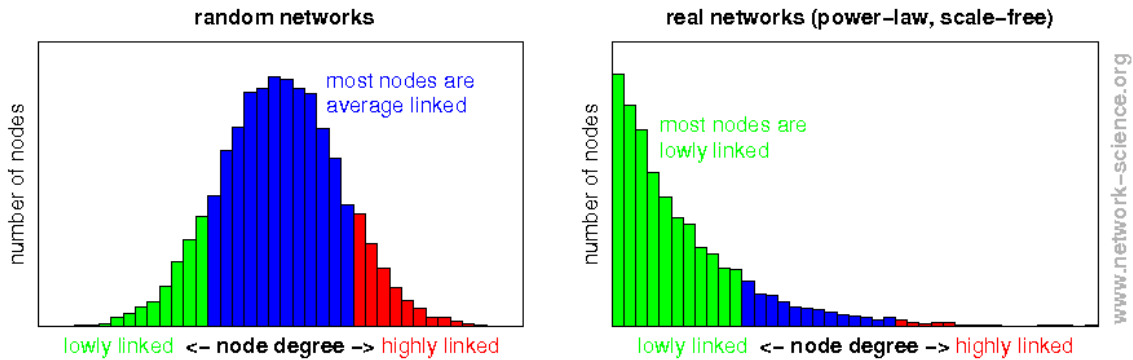 random networks
number of nodes
most nodes are
average linked
lowly linked <- node degree -> highly linked
real networks (power-law, scale-free)
number of nodes
most nodes are
lowly linked
lowly linked <- node degree -> highly linked
www.network-science.org